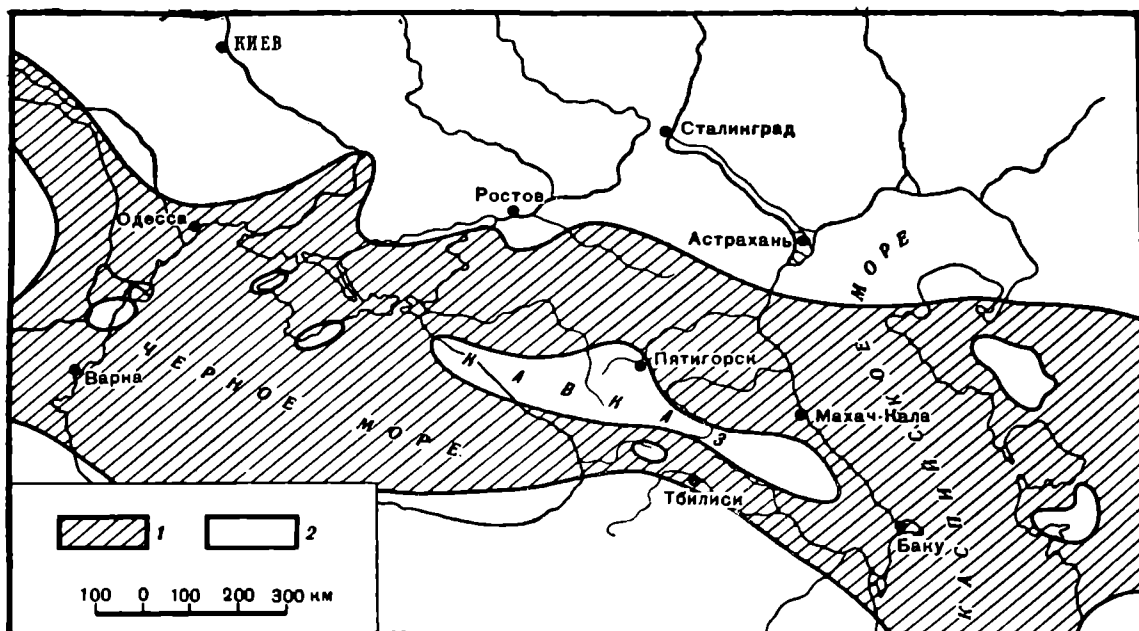 КИЕВ
Сталинград
Ростов
Одесса
Астрахань
КАСПИЙСКОЕ МОРЕ
Пятигорск
Варна
ЧЕРНОЕ МОРЕ
КАВКАЗ
Махач-Кала
Тбилиси
Баку
1 2
100 0 100 200 300 км